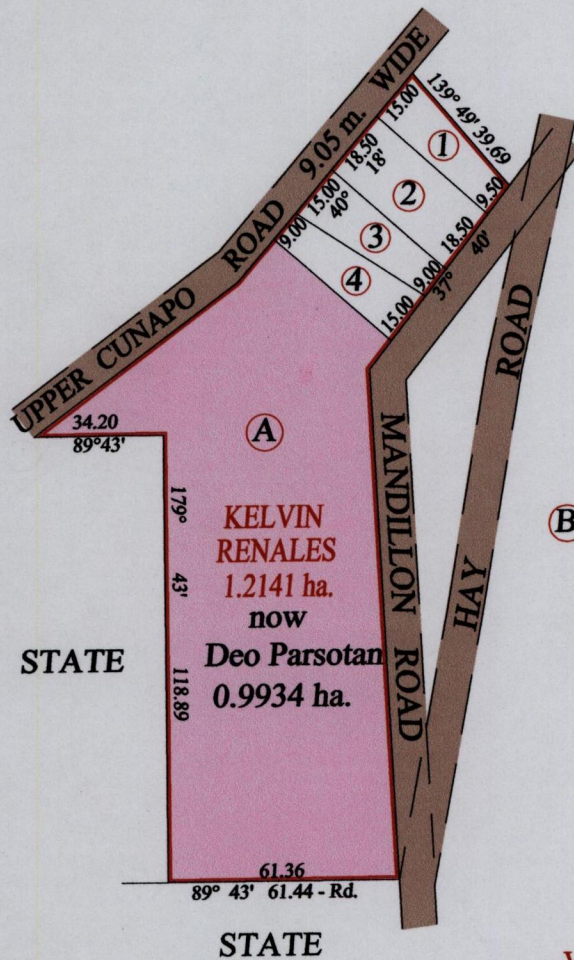 UPPER CUNAPO ROAD 9.05 m. WIDE
139° 49' 39.69
15.00
1
9.50
18.50
18'
2
18.50
40'
15.00
40°
3
9.00
37°
9.00
4
15.00
34.20
89°43'
A
B
179° 43' 118.89
KELVIN
RENALES
1.2141 ha.
now
Deo Parsotan
0.9934 ha.
MANDILLON ROAD
HAY ROAD
STATE
61.36
89° 43' 61.44 - Rd.
STATE